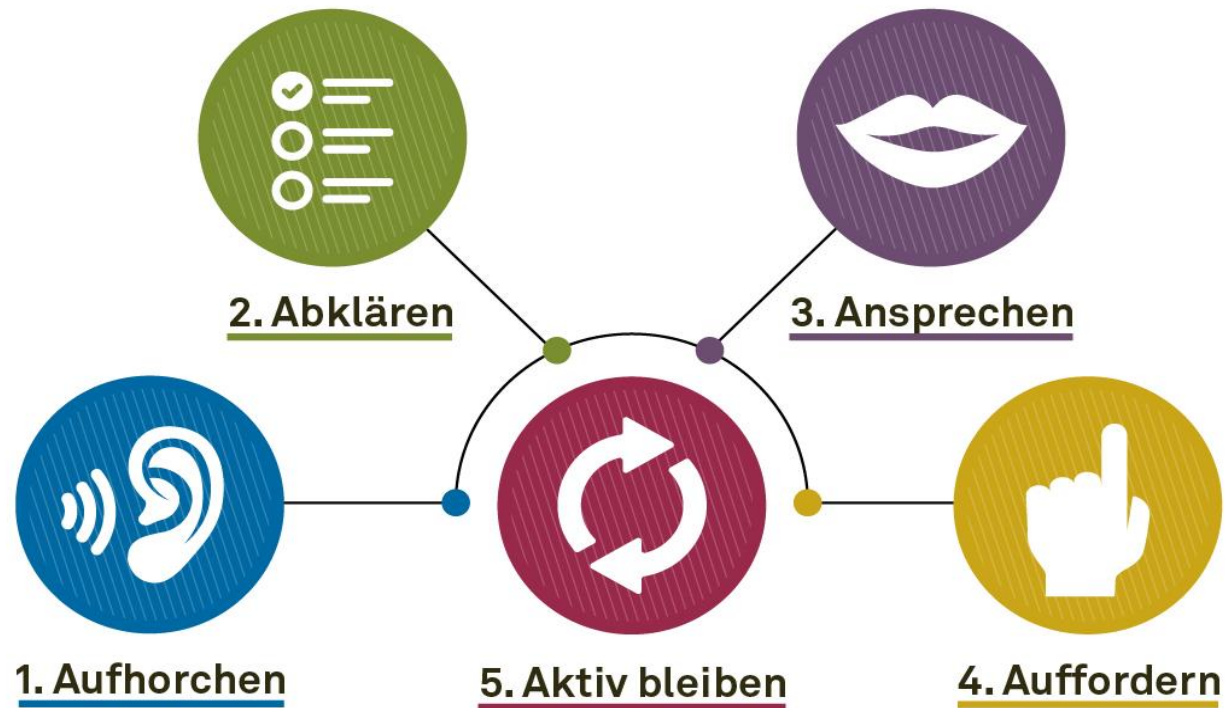 1. Aufhorchen
2. Abklären
3. Ansprechen
4. Auffordern
5. Aktiv bleiben